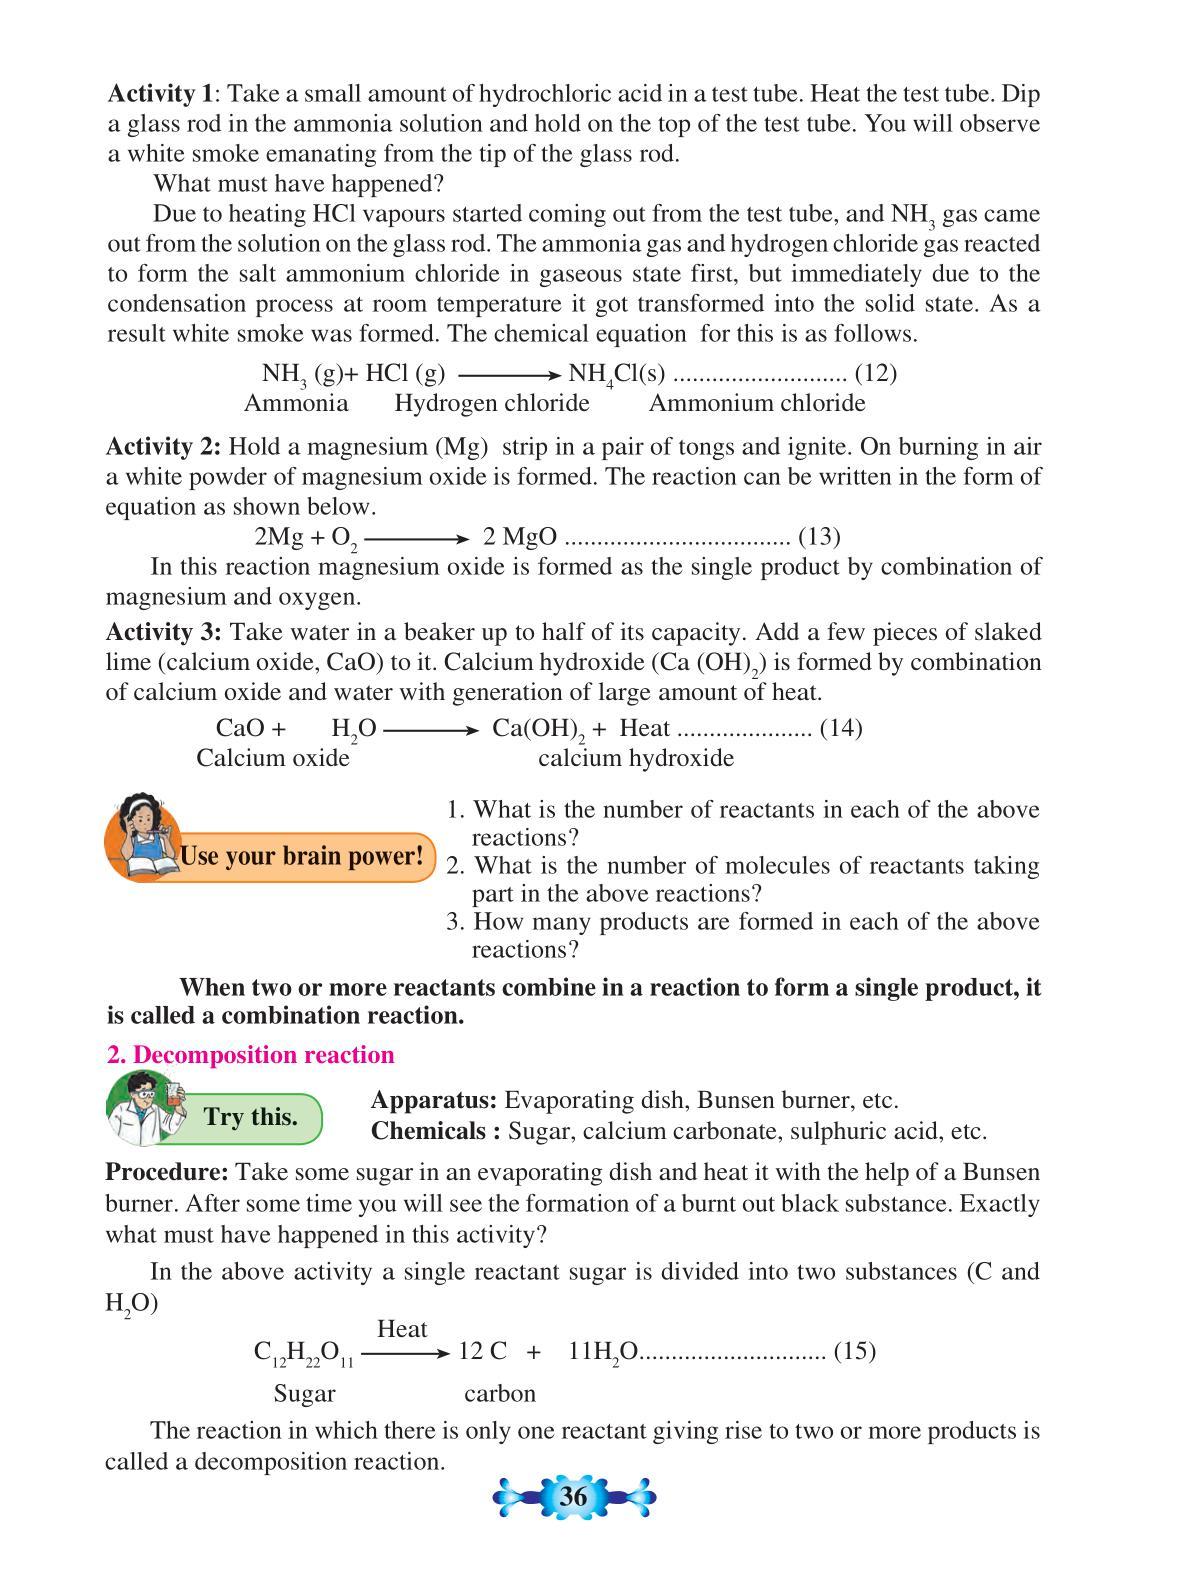 Activity 1: Take a small amount of hydrochloric acid in a test tube. Heat the test tube. Dip
a glass rod in the ammonia solution and hold on the top of the test tube. You will observe
a white smoke emanating from the tip of the glass rod.
What must have happened?
Due to heating HCl vapours started coming out from the test tube, and NH₃ gas came
out from the solution on the glass rod. The ammonia gas and hydrogen chloride gas reacted
to form the salt ammonium chloride in gaseous state first, but immediately due to the
condensation process at room temperature it got transformed into the solid state. As a
result white smoke was formed. The chemical equation for this is as follows.
NH₃ (g)+ HCl (g) ⟶ NH₄Cl(s) ........................... (12)
Ammonia Hydrogen chloride Ammonium chloride
Activity 2: Hold a magnesium (Mg) strip in a pair of tongs and ignite. On burning in air
a white powder of magnesium oxide is formed. The reaction can be written in the form of
equation as shown below.
2Mg + O₂ ⟶ 2 MgO ................................... (13)
In this reaction magnesium oxide is formed as the single product by combination of
magnesium and oxygen.
Activity 3: Take water in a beaker up to half of its capacity. Add a few pieces of slaked
lime (calcium oxide, CaO) to it. Calcium hydroxide (Ca (OH)₂) is formed by combination
of calcium oxide and water with generation of large amount of heat.
CaO + H₂O ⟶ Ca(OH)₂ + Heat ..................... (14)
Calcium oxide calcium hydroxide
Use your brain power!
1. What is the number of reactants in each of the above
reactions?
2. What is the number of molecules of reactants taking
part in the above reactions?
3. How many products are formed in each of the above
reactions?
When two or more reactants combine in a reaction to form a single product, it
is called a combination reaction.
2. Decomposition reaction
Try this.
Apparatus: Evaporating dish, Bunsen burner, etc.
Chemicals : Sugar, calcium carbonate, sulphuric acid, etc.
Procedure: Take some sugar in an evaporating dish and heat it with the help of a Bunsen
burner. After some time you will see the formation of a burnt out black substance. Exactly
what must have happened in this activity?
In the above activity a single reactant sugar is divided into two substances (C and
H₂O)
Heat
C₁₂H₂₂O₁₁ ⟶ 12 C + 11H₂O............................. (15)
Sugar carbon
The reaction in which there is only one reactant giving rise to two or more products is
called a decomposition reaction.
36